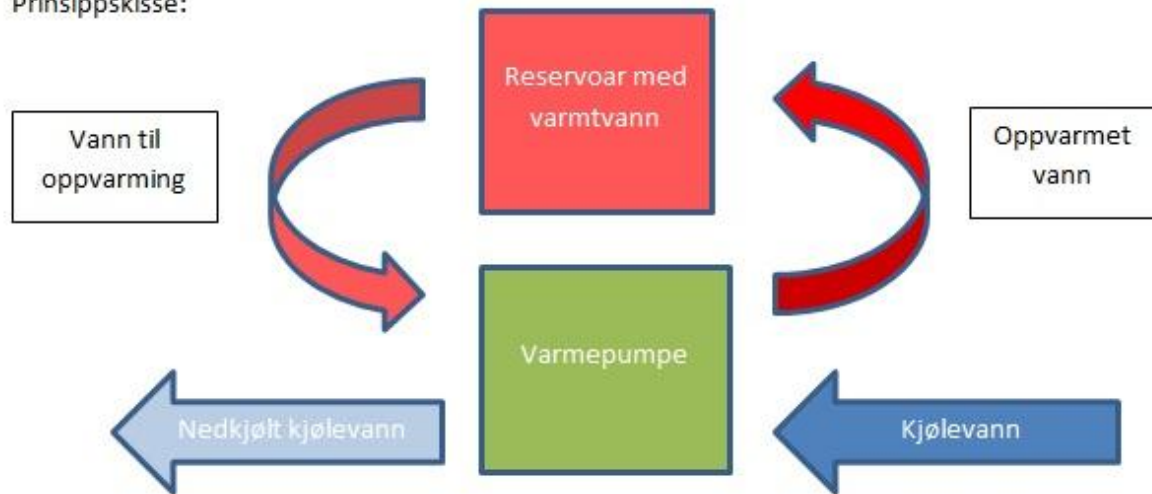 Prinsippskisse:
Reservoar med
varmtvann
Vann til
oppvarming
Oppvarmet
vann
Varmepumpe
Nedkjølt kjølevann
Kjølevann